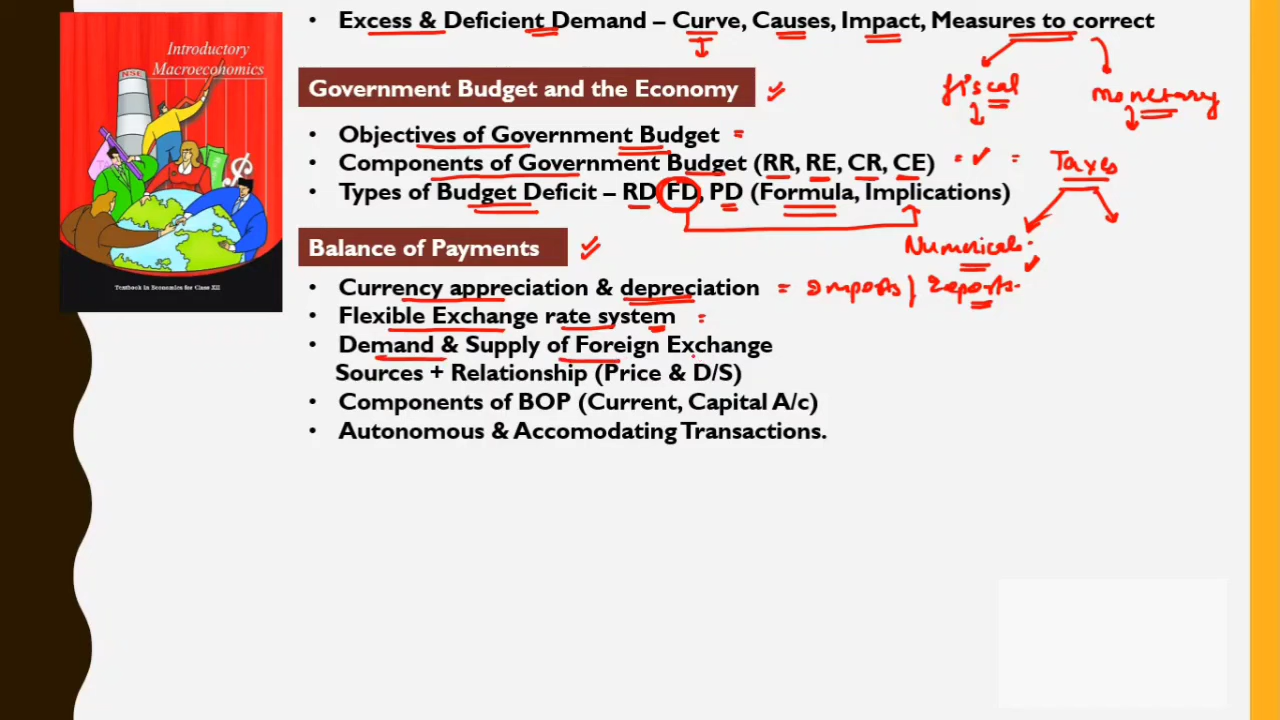 • Excess & Deficient Demand – Curve, Causes, Impact, Measures to correct
Introductory
Macroeconomics
NSE
Textbook in Economics for Class XII
fiscal
monetary
Government Budget and the Economy
• Objectives of Government Budget =
• Components of Government Budget (RR, RE, CR, CE)
Taxes
• Types of Budget Deficit – RD, FD, PD (Formula, Implications)
Numericals
Balance of Payments
• Currency appreciation & depreciation = Imports / Exports
• Flexible Exchange rate system
• Demand & Supply of Foreign Exchange
Sources + Relationship (Price & D/S)
• Components of BOP (Current, Capital A/c)
• Autonomous & Accomodating Transactions.